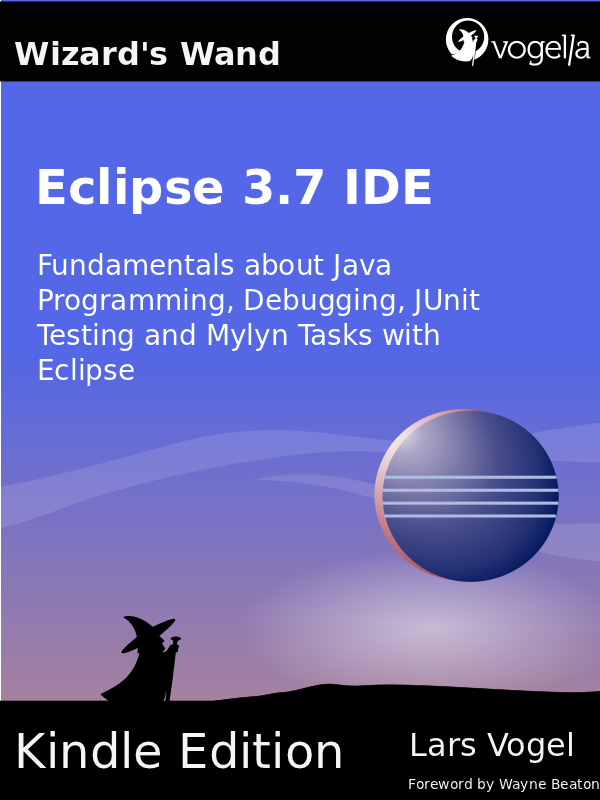 Wizard's Wand
vogella
Eclipse 3.7 IDE
Fundamentals about Java
Programming, Debugging, JUnit
Testing and Mylyn Tasks with
Eclipse
Kindle Edition
Lars Vogel
Foreword by Wayne Beaton